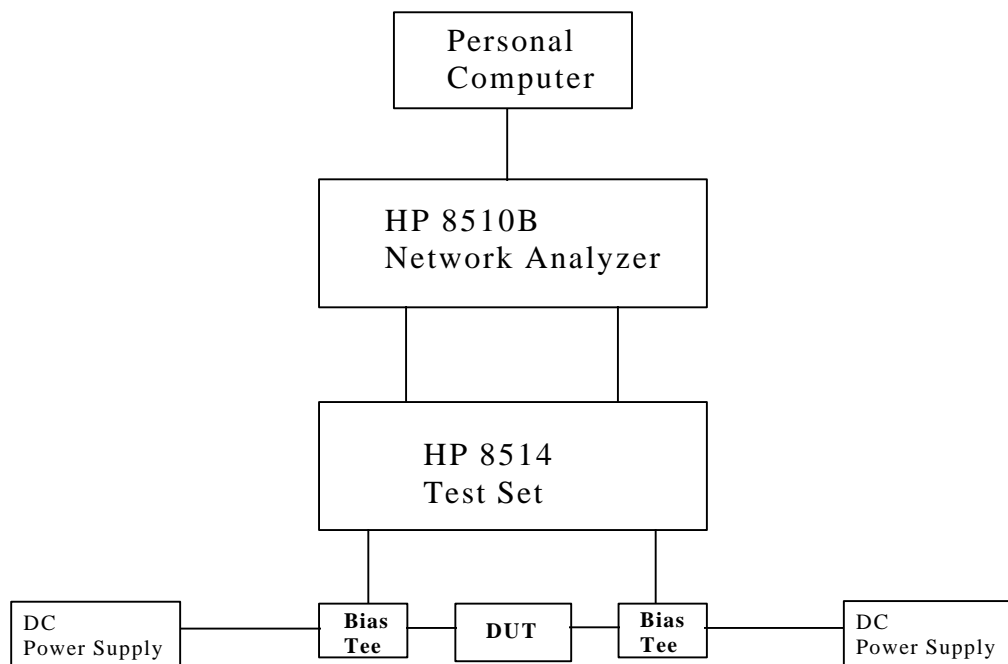 Personal
Computer
HP 8510B
Network Analyzer
HP 8514
Test Set
DC
Power Supply
Bias
Tee
DUT
Bias
Tee
DC
Power Supply